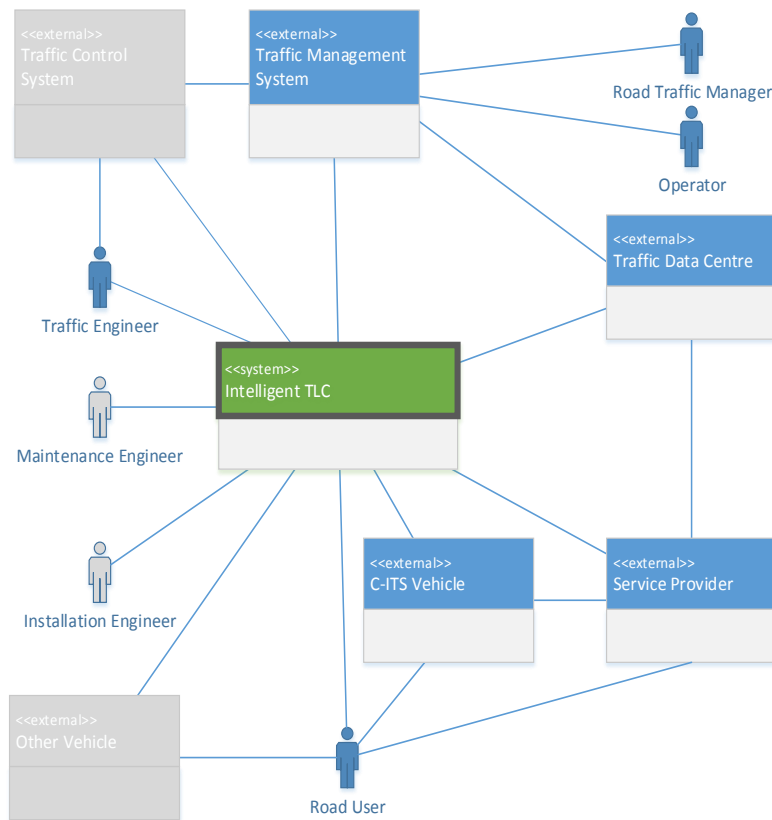 <<external>>
Traffic Control
System
<<external>>
Traffic Management
System
Road Traffic Manager
Operator
<<external>>
Traffic Data Centre
Traffic Engineer
<<system>>
Intelligent TLC
Maintenance Engineer
<<external>>
C-ITS Vehicle
<<external>>
Service Provider
Installation Engineer
<<external>>
Other Vehicle
Road User